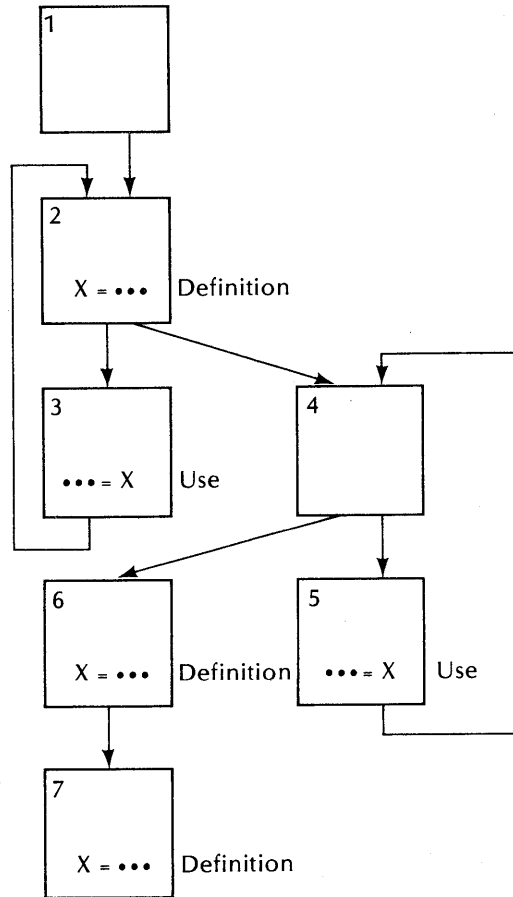 1
2
X = ••• Definition
3
4
••• = X Use
6
5
X = ••• Definition
••• = X Use
7
X = ••• Definition